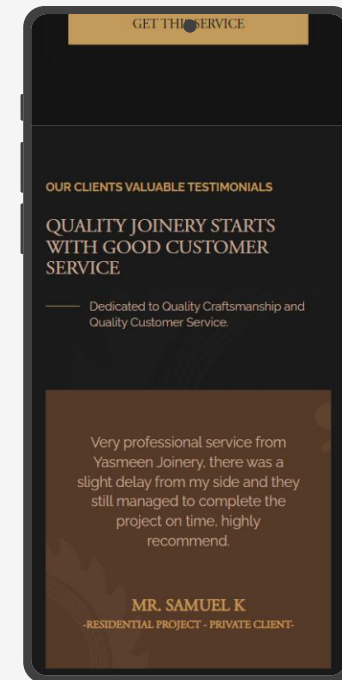 GET THIS SERVICE
OUR CLIENTS VALUABLE TESTIMONIALS
QUALITY JOINERY STARTS
WITH GOOD CUSTOMER
SERVICE
Dedicated to Quality Craftsmanship and
Quality Customer Service.
Very professional service from
Yasmeen Joinery, there was a
slight delay from my side and they
still managed to complete the
project on time, highly
recommend.
MR. SAMUEL K
-RESIDENTIAL PROJECT - PRIVATE CLIENT-